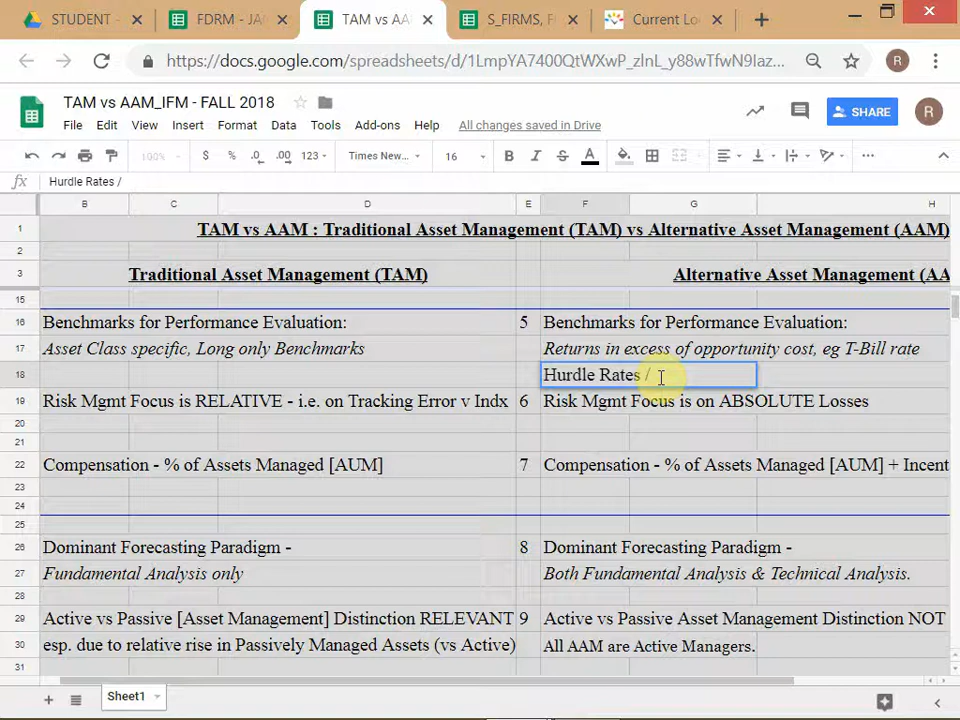 STUDENT -
FDRM - JA
TAM vs AA
S_FIRMS, F
Current Lo
https://docs.google.com/spreadsheets/d/1LmpYA7400QtWXwP_zlnL_y88wTfwN9Iaz...
R
TAM vs AAM_IFM - FALL 2018
SHARE
R
File Edit View Insert Format Data Tools Add-ons Help All changes saved in Drive
100% $ % .0 .00 123 Times New... 16 B I S A
fx Hurdle Rates /
B C D E F G H
1 TAM vs AAM : Traditional Asset Management (TAM) vs Alternative Asset Management (AAM)
2
3 Traditional Asset Management (TAM) Alternative Asset Management (AA
15
16 Benchmarks for Performance Evaluation: 5 Benchmarks for Performance Evaluation:
17 Asset Class specific, Long only Benchmarks Returns in excess of opportunity cost, eg T-Bill rate
18 Hurdle Rates /
19 Risk Mgmt Focus is RELATIVE - i.e. on Tracking Error v Indx 6 Risk Mgmt Focus is on ABSOLUTE Losses
20
21
22 Compensation - % of Assets Managed [AUM] 7 Compensation - % of Assets Managed [AUM] + Incent
23
24
25
26 Dominant Forecasting Paradigm - 8 Dominant Forecasting Paradigm -
27 Fundamental Analysis only Both Fundamental Analysis & Technical Analysis.
28
29 Active vs Passive [Asset Management] Distinction RELEVANT 9 Active vs Passive Asset Management Distinction NOT
30 esp. due to relative rise in Passively Managed Assets (vs Active) All AAM are Active Managers.
31
Sheet1